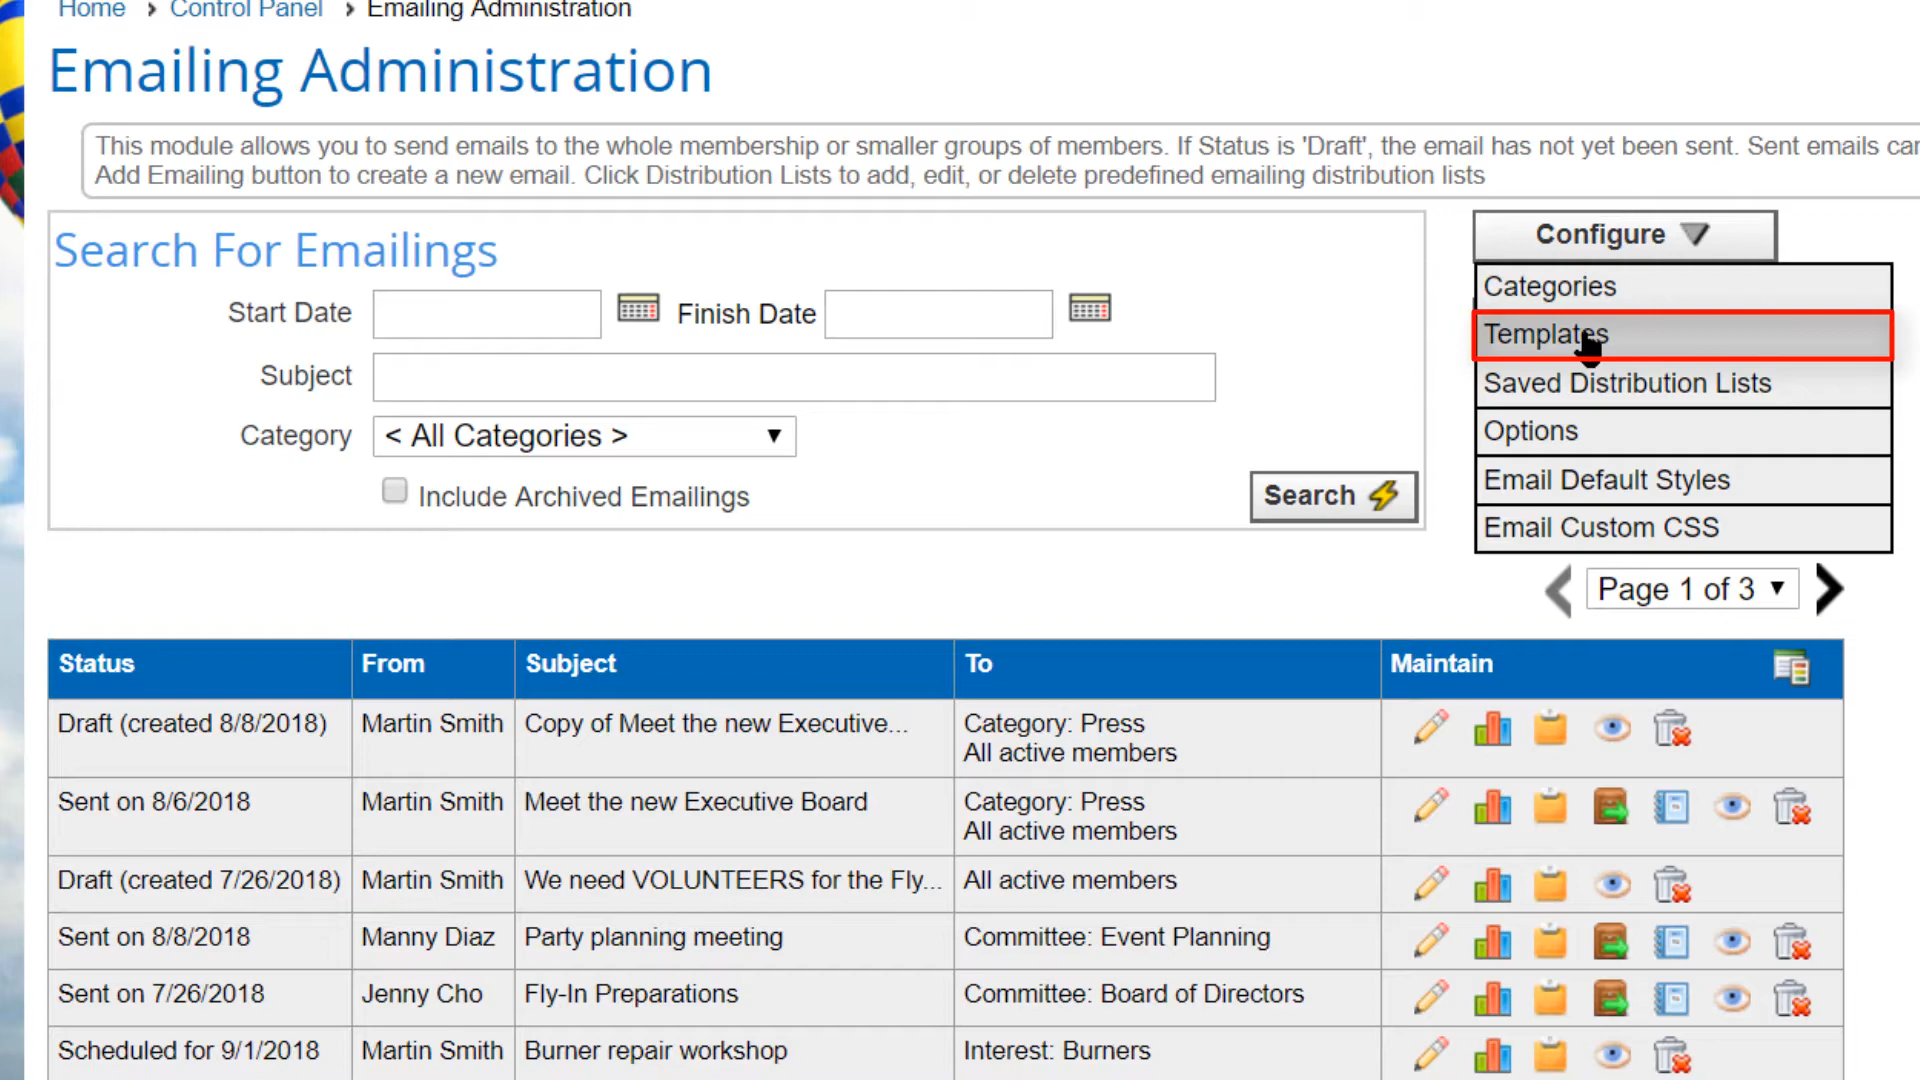 Home > Control Panel > Emailing Administration
Emailing Administration
This module allows you to send emails to the whole membership or smaller groups of members. If Status is 'Draft', the email has not yet been sent. Sent emails
Add Emailing button to create a new email. Click Distribution Lists to add, edit, or delete predefined emailing distribution lists
Search For Emailings
Start Date
Finish Date
Subject
Category
< All Categories >
Include Archived Emailings
Search
Configure
Categories
Templates
Saved Distribution Lists
Options
Email Default Styles
Email Custom CSS
Page 1 of 3
Status From Subject To Maintain
Draft (created 8/8/2018) Martin Smith Copy of Meet the new Executive... Category: Press
All active members
Sent on 8/6/2018 Martin Smith Meet the new Executive Board Category: Press
All active members
Draft (created 7/26/2018) Martin Smith We need VOLUNTEERS for the Fly... All active members
Sent on 8/8/2018 Manny Diaz Party planning meeting Committee: Event Planning
Sent on 7/26/2018 Jenny Cho Fly-In Preparations Committee: Board of Directors
Scheduled for 9/1/2018 Martin Smith Burner repair workshop Interest: Burners